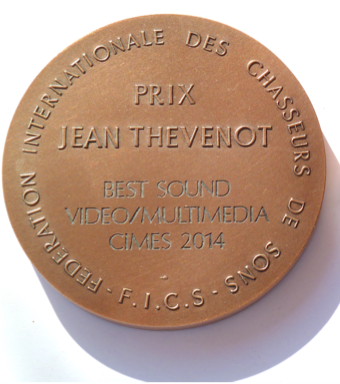 FEDERATION INTERNATIONALE DES CHASSEURS DE SONS
PRIX
JEAN THEVENOT
BEST SOUND
VIDEO/MULTIMEDIA
CIMES 2014
- F.I.C.S -